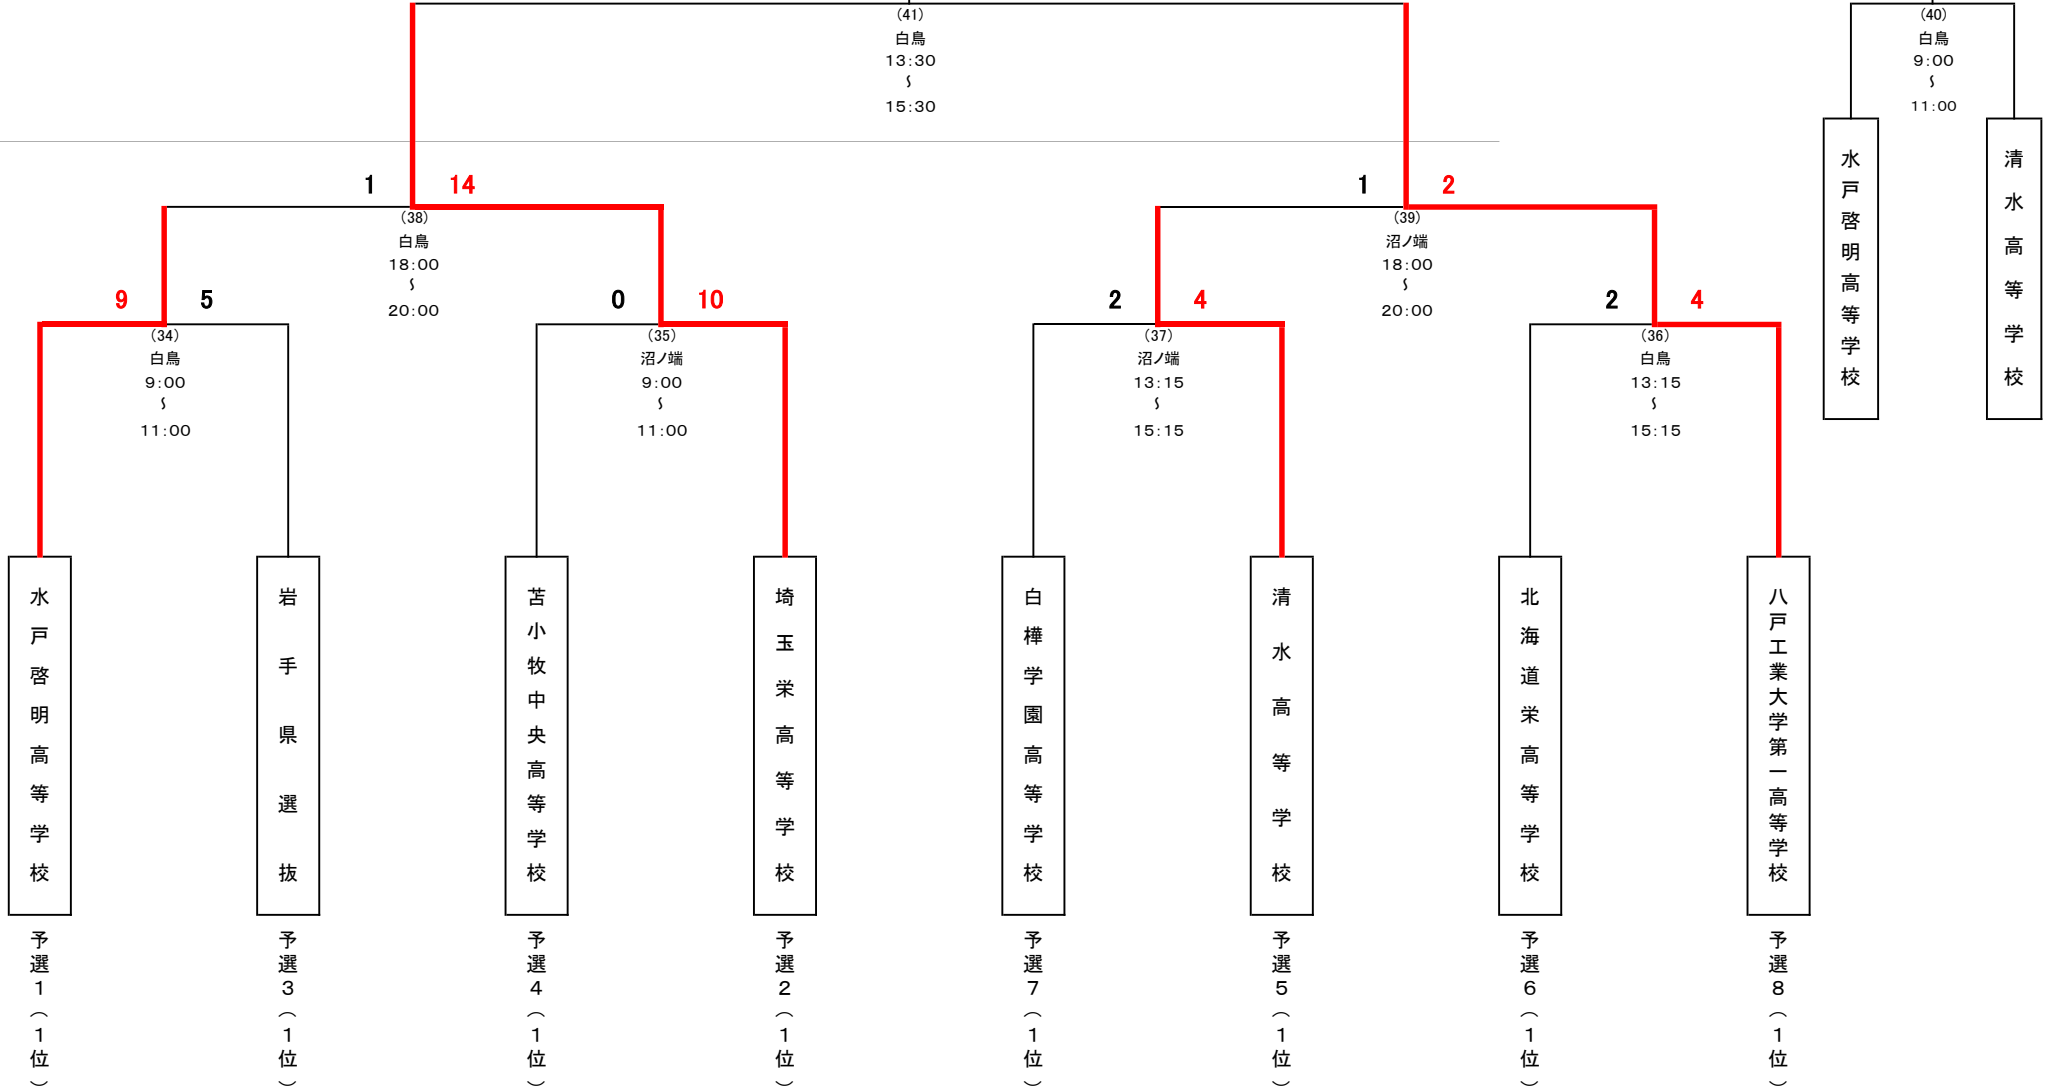 (41)
白鳥
13:30
~
15:30
(40)
白鳥
9:00
~
11:00
水戸啓明高等学校
清水高等学校
1
14
(38)
白鳥
18:00
~
20:00
1
2
(39)
沼ノ端
18:00
~
20:00
9
5
(34)
白鳥
9:00
~
11:00
0
10
(35)
沼ノ端
9:00
~
11:00
2
4
(37)
沼ノ端
13:15
~
15:15
2
4
(36)
白鳥
13:15
~
15:15
水戸啓明高等学校
岩手県選抜
苫小牧中央高等学校
埼玉栄高等学校
白樺学園高等学校
清水高等学校
北海道栄高等学校
八戸工業大学第一高等学校
予選1(1位)
予選3(1位)
予選4(1位)
予選2(1位)
予選7(1位)
予選5(1位)
予選6(1位)
予選8(1位)